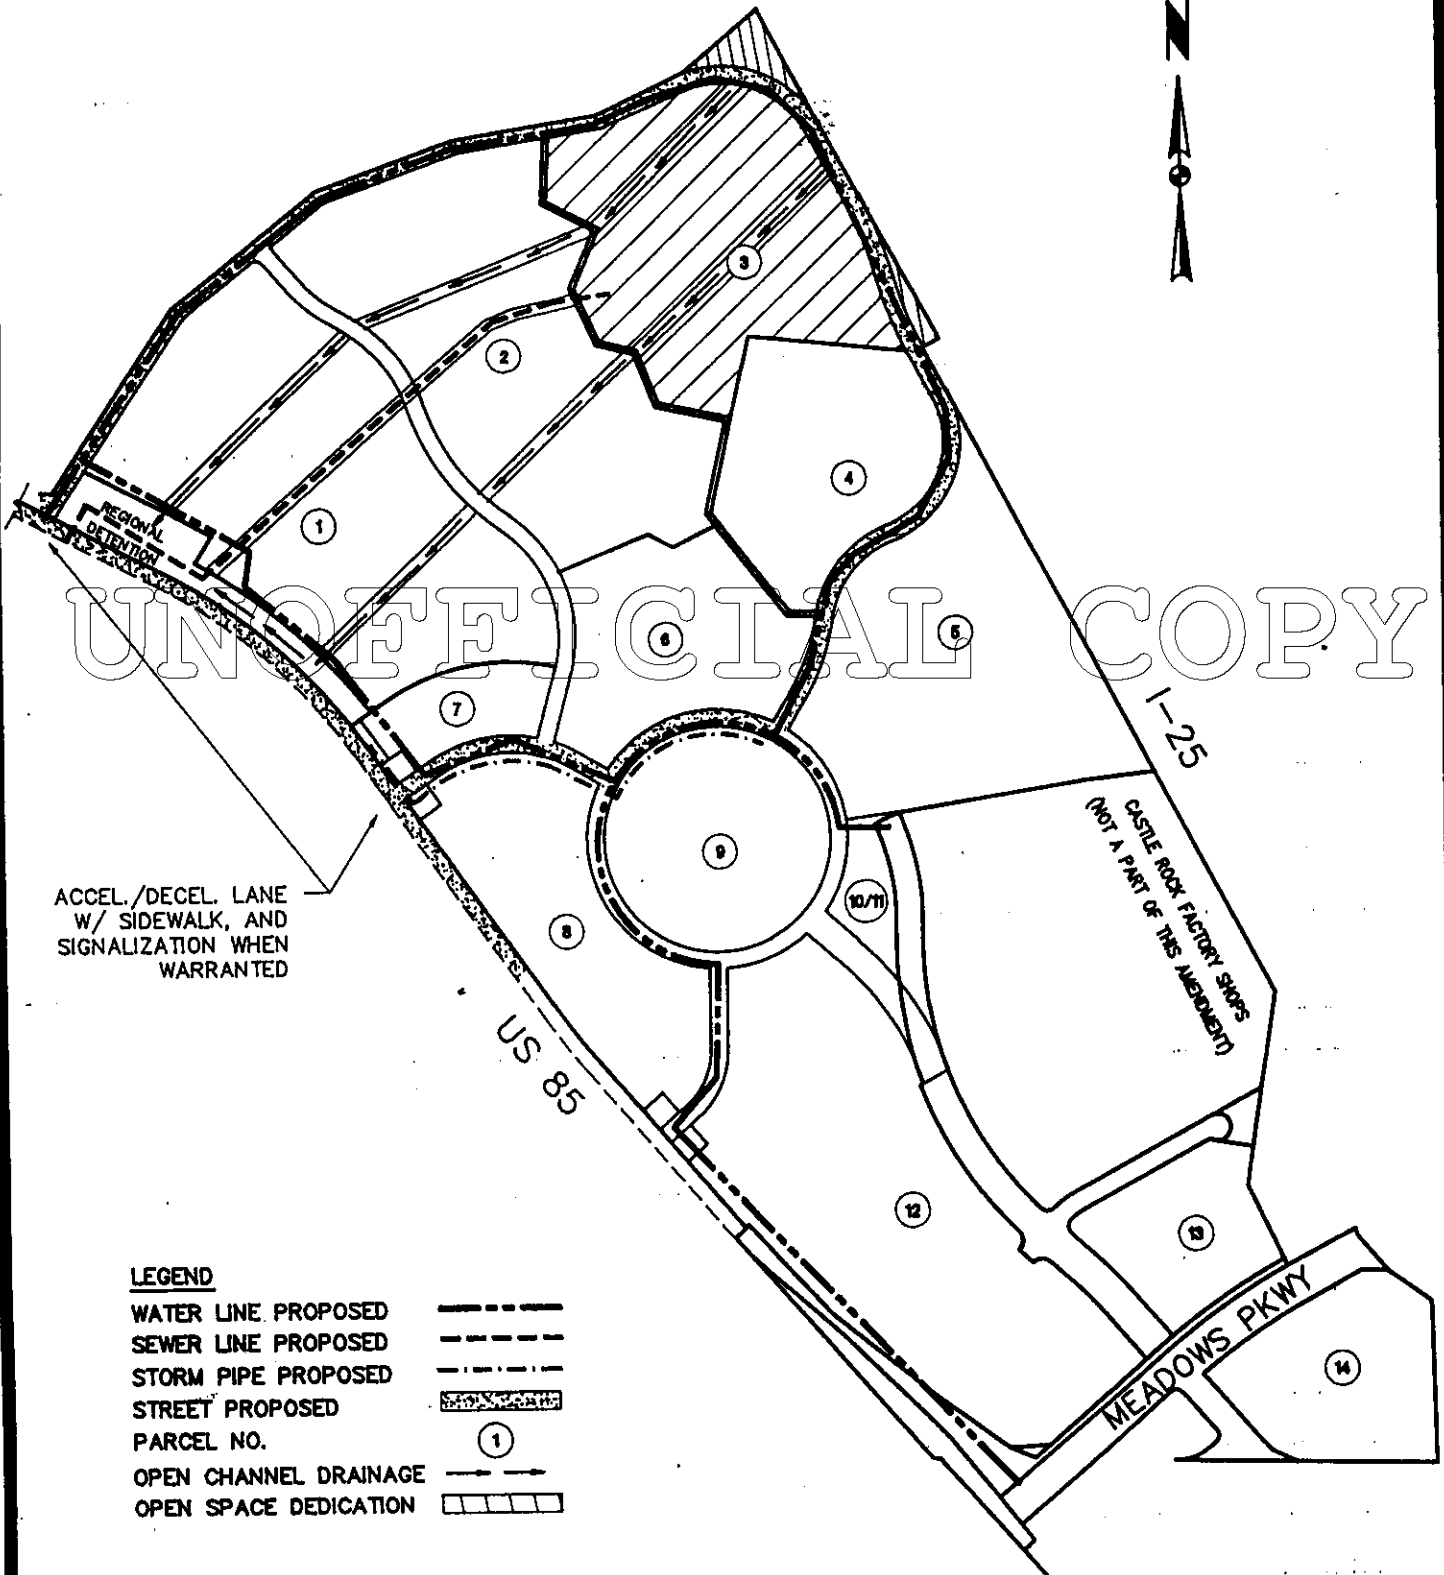 N
3
2
4
1
REGIONAL
DETENTION
UNOFFICIAL COPY
6
5
7
I-25
9
CASTLE ROCK FACTORY SHOPS
(NOT A PART OF THIS AMENDMENT)
10/11
8
ACCEL./DECEL. LANE
W/ SIDEWALK, AND
SIGNALIZATION WHEN
WARRANTED
US 85
12
13
MEADOWS PKWY
14
LEGEND
WATER LINE PROPOSED
SEWER LINE PROPOSED
STORM PIPE PROPOSED
STREET PROPOSED
PARCEL NO.
1
OPEN CHANNEL DRAINAGE
OPEN SPACE DEDICATION